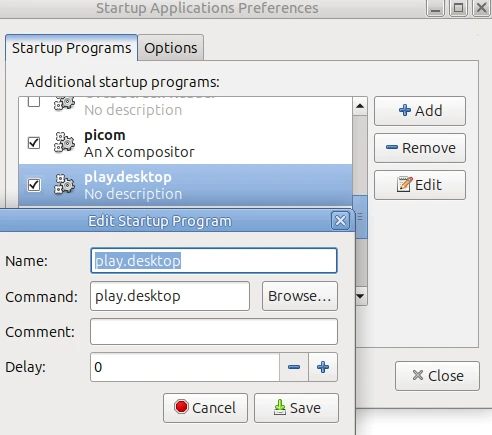 Startup Applications Preferences
Startup Programs Options
Additional startup programs:
No description
Add
picom
An X compositor
Remove
play.desktop
No description
Edit
Edit Startup Program
Name: play.desktop
Command: play.desktop Browse...
Comment:
Delay: 0
Cancel Save
Close